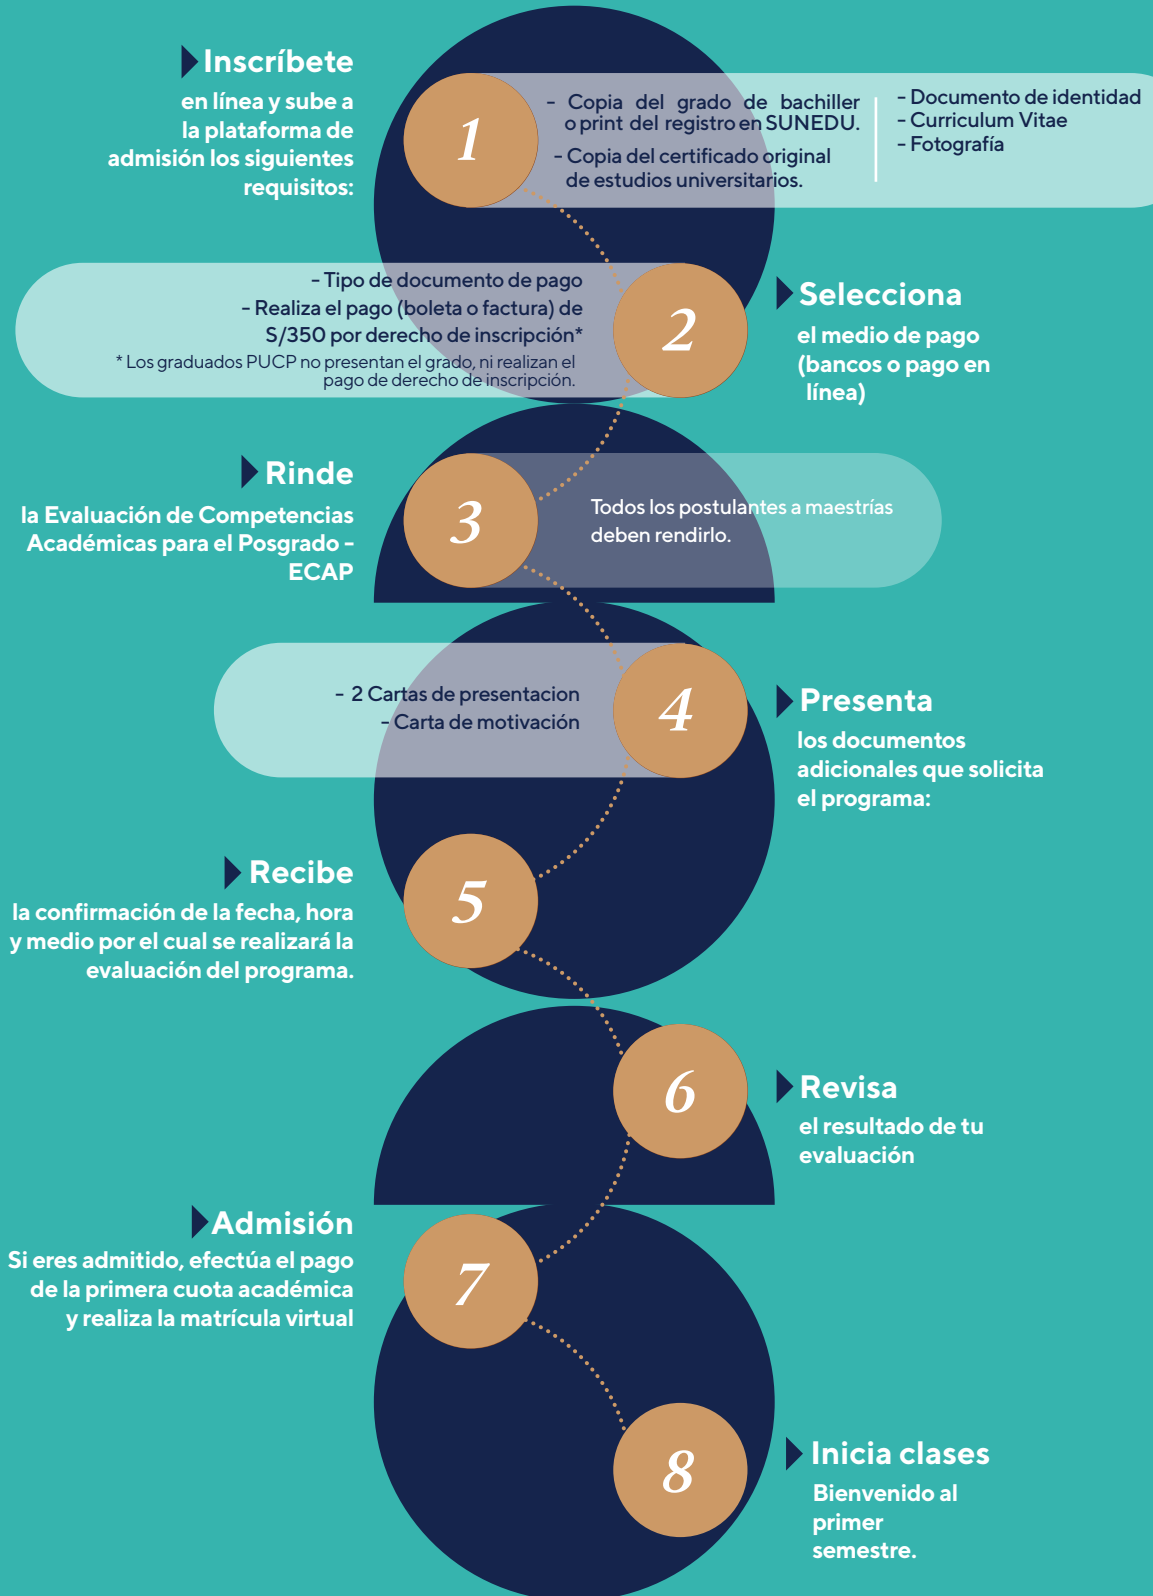 Inscríbete
en línea y sube a
la plataforma de
admisión los siguientes
requisitos:
1
- Copia del grado de bachiller
o print del registro en SUNEDU.
- Copia del certificado original
de estudios universitarios.
- Documento de identidad
- Curriculum Vitae
- Fotografía
- Tipo de documento de pago
- Realiza el pago (boleta o factura) de
S/350 por derecho de inscripción*
* Los graduados PUCP no presentan el grado, ni realizan el
pago de derecho de inscripción.
2
Selecciona
el medio de pago
(bancos o pago en
línea)
Rinde
la Evaluación de Competencias
Académicas para el Posgrado -
ECAP
3
Todos los postulantes a maestrías
deben rendirlo.
- 2 Cartas de presentacion
- Carta de motivación
4
Presenta
los documentos
adicionales que solicita
el programa:
Recibe
la confirmación de la fecha, hora
y medio por el cual se realizará la
evaluación del programa.
5
6
Revisa
el resultado de tu
evaluación
Admisión
Si eres admitido, efectúa el pago
de la primera cuota académica
y realiza la matrícula virtual
7
8
Inicia clases
Bienvenido al
primer
semestre.